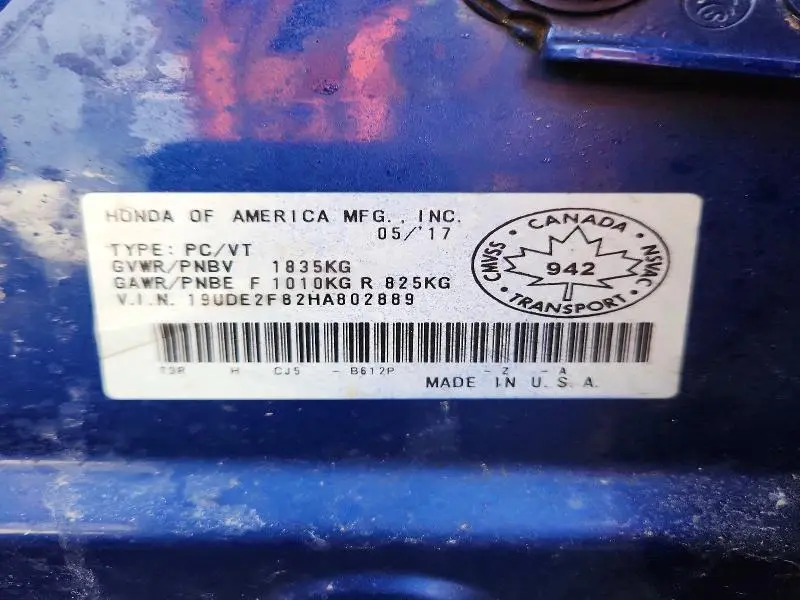 HONDA OF AMERICA MFG., INC.
05/'17
TYPE: PC/VT
GVWR/PNBV 1835KG
GAWR/PNBE F 1010KG R 825KG
V.I.N. 19UDE2F82HA802889
CANADA
CMVSS
942
NSVAC
TRANSPORT
H CJ5 - B612P - Z - A
MADE IN U.S.A.